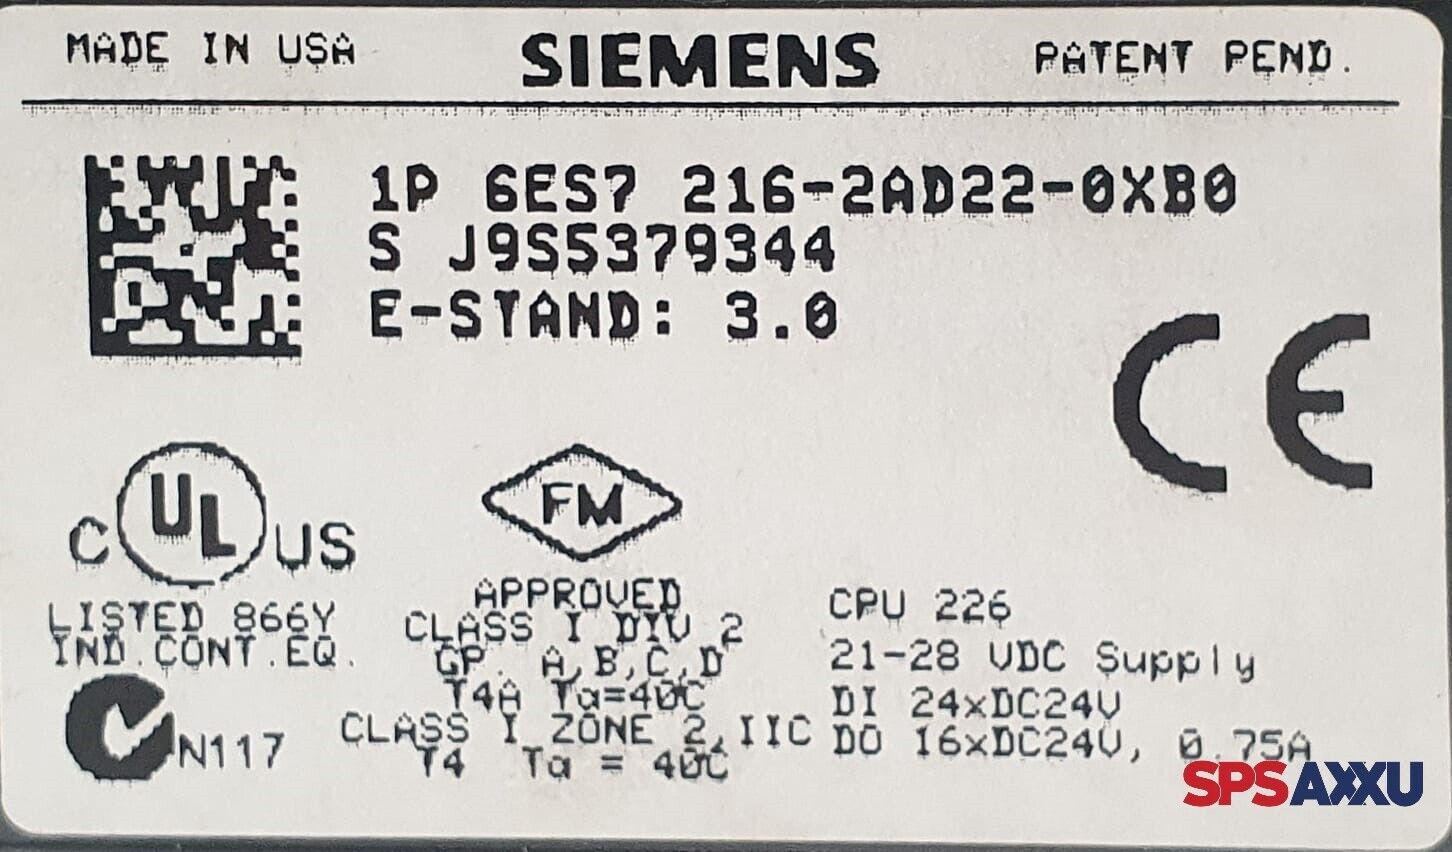 MADE IN USA SIEMENS PATENT PEND.
1P 6ES7 216-2AD22-0XB0
S J9S5379344
E-STAND: 3.0
CE
C UL US
LISTED 866Y
IND.CONT.EQ.
N117
FM
APPROVED
CLASS I DIV 2
GP. A,B,C,D
T4A Ta=40C
CLASS I ZONE 2,IIC
T4 Ta = 40C
CPU 226
21-28 VDC Supply
DI 24xDC24V
DO 16xDC24V, 0.75A
SPSAXXU